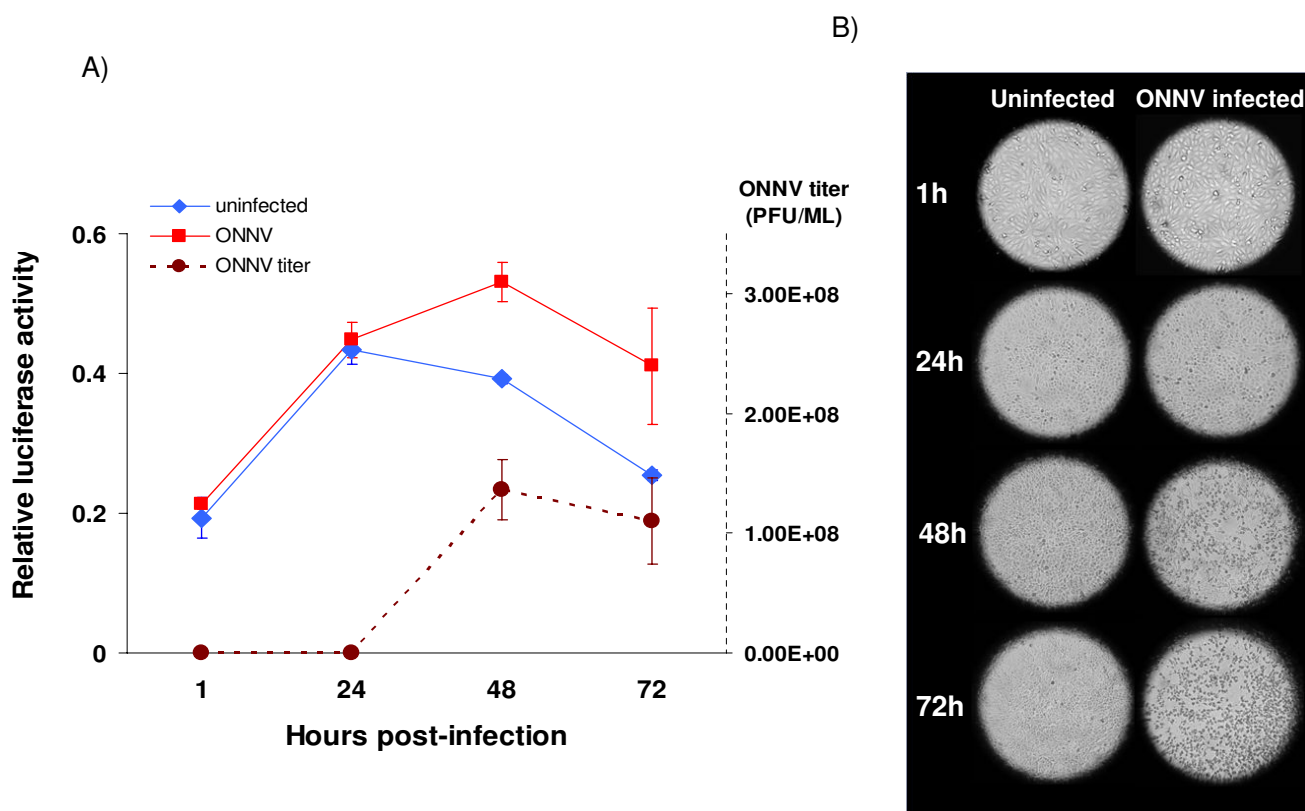 A)
uninfected
ONNV
ONNV titer
Relative luciferase activity
0.6
0.4
0.2
0
1
24
48
72
Hours post-infection
ONNV titer
(PFU/ML)
3.00E+08
2.00E+08
1.00E+08
0.00E+00
B)
Uninfected ONNV infected
1h
24h
48h
72h